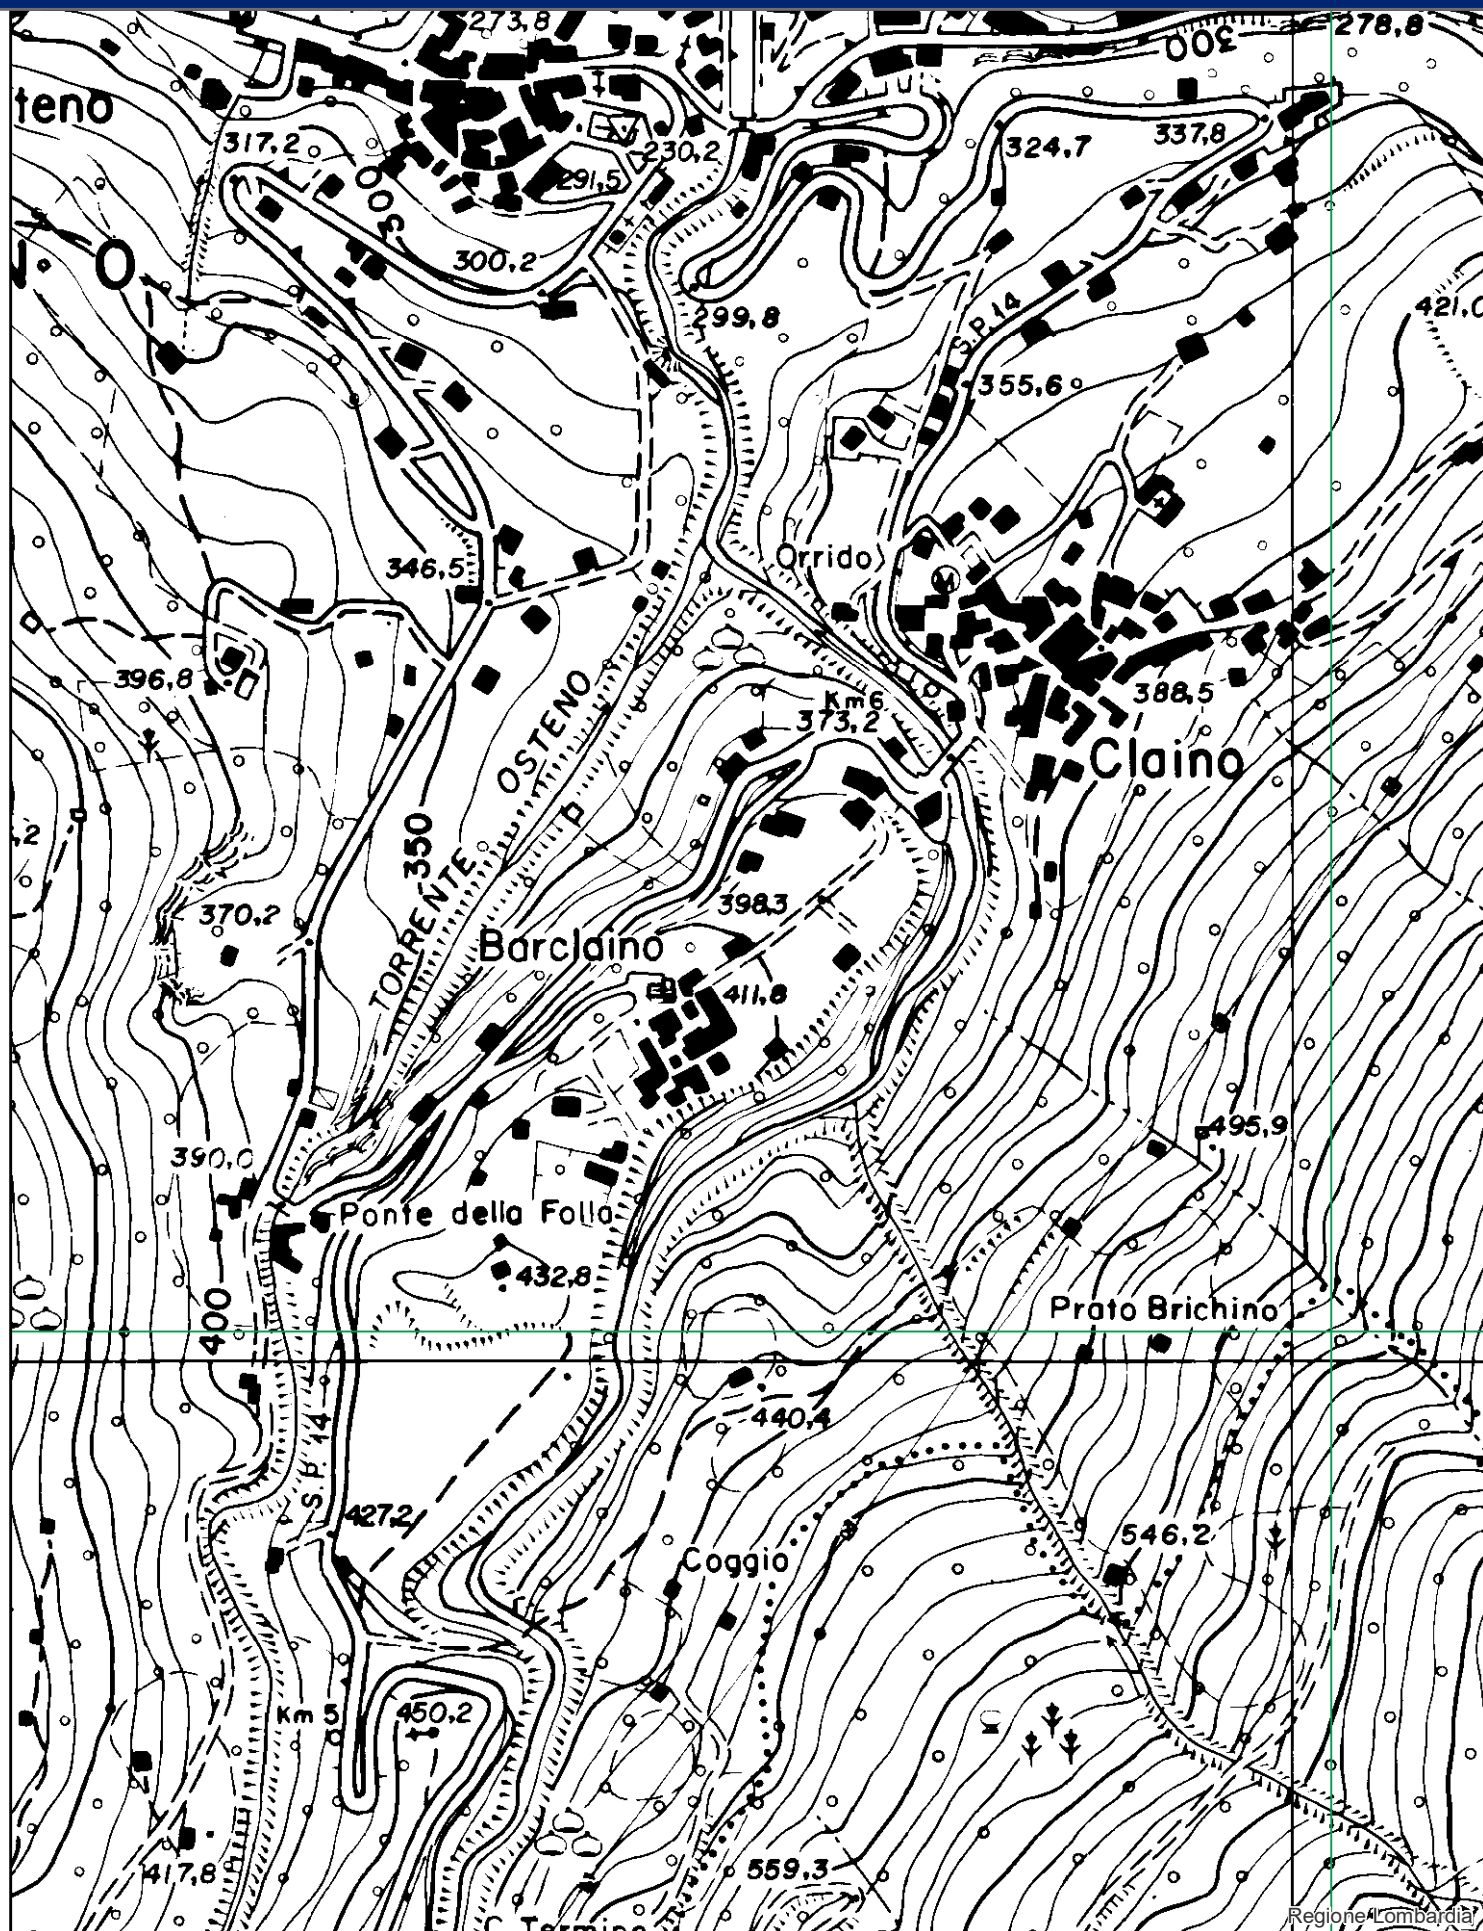 273,8
278,8
300
teno
317,2
230,2
324,7
337,8
291,5
300
O
300,2
299,8
S.P. 14
421,0
355,6
Orrido
M
346,5
396,8
TORRENTE OSTENO
Km 6
373,2
388,5
Claino
,2
350
370,2
398,3
Barclaino
411,8
390,0
495,9
Ponte della Folla
432,8
400
Prato Brichino
S.P. 14
440,4
427,2
546,2
Coggio
Km 5
450,2
417,8
559,3
C. Termine
Regione Lombardia